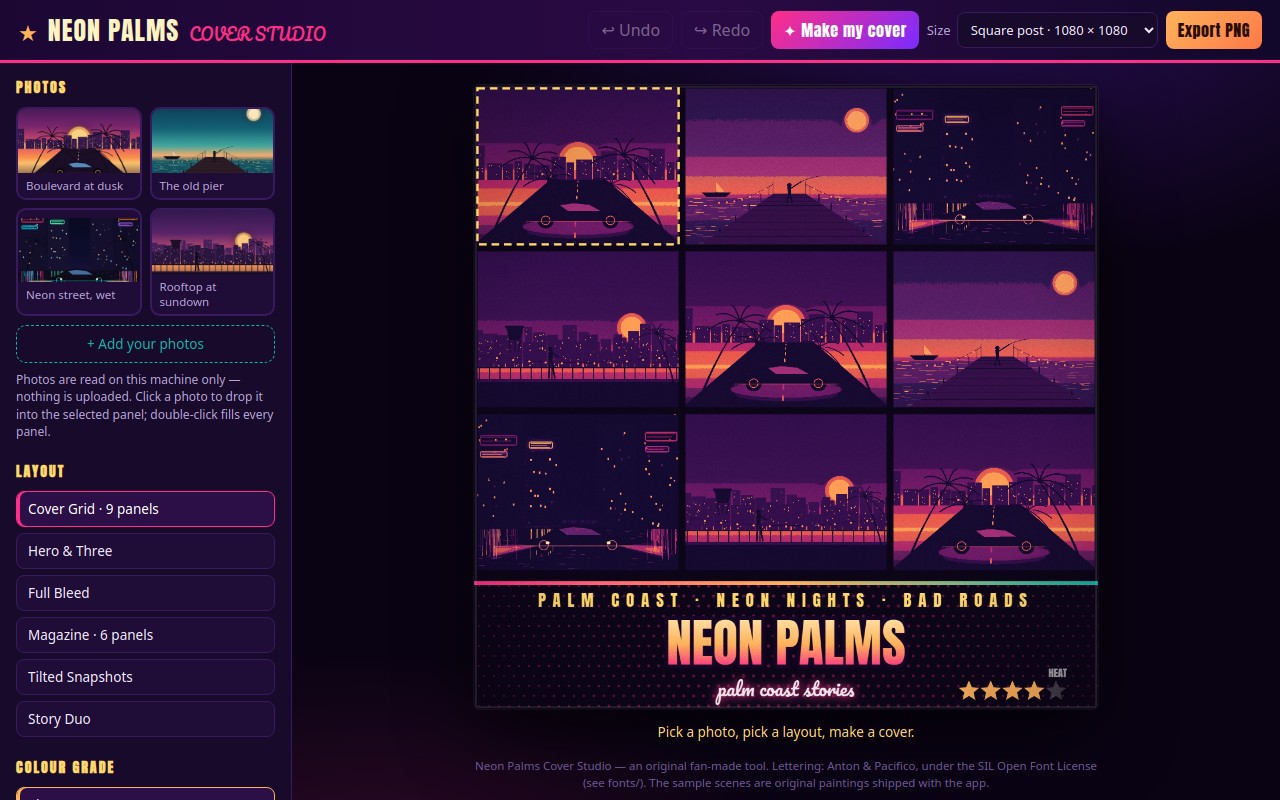 ★ NEON PALMS COVER STUDIO
↩ Undo
↪ Redo
✦ Make my cover
Size
Square post · 1080 × 1080
Export PNG
PHOTOS
Boulevard at dusk
The old pier
Neon street, wet
Rooftop at
sundown
+ Add your photos
Photos are read on this machine only —
nothing is uploaded. Click a photo to drop it
into the selected panel; double-click fills every
panel.
LAYOUT
Cover Grid · 9 panels
Hero & Three
Full Bleed
Magazine · 6 panels
Tilted Snapshots
Story Duo
COLOUR GRADE
PALM COAST · NEON NIGHTS · BAD ROADS
NEON PALMS
palm coast stories
HEAT
Pick a photo, pick a layout, make a cover.
Neon Palms Cover Studio — an original fan-made tool. Lettering: Anton & Pacifico, under the SIL Open Font License
(see fonts/). The sample scenes are original paintings shipped with the app.